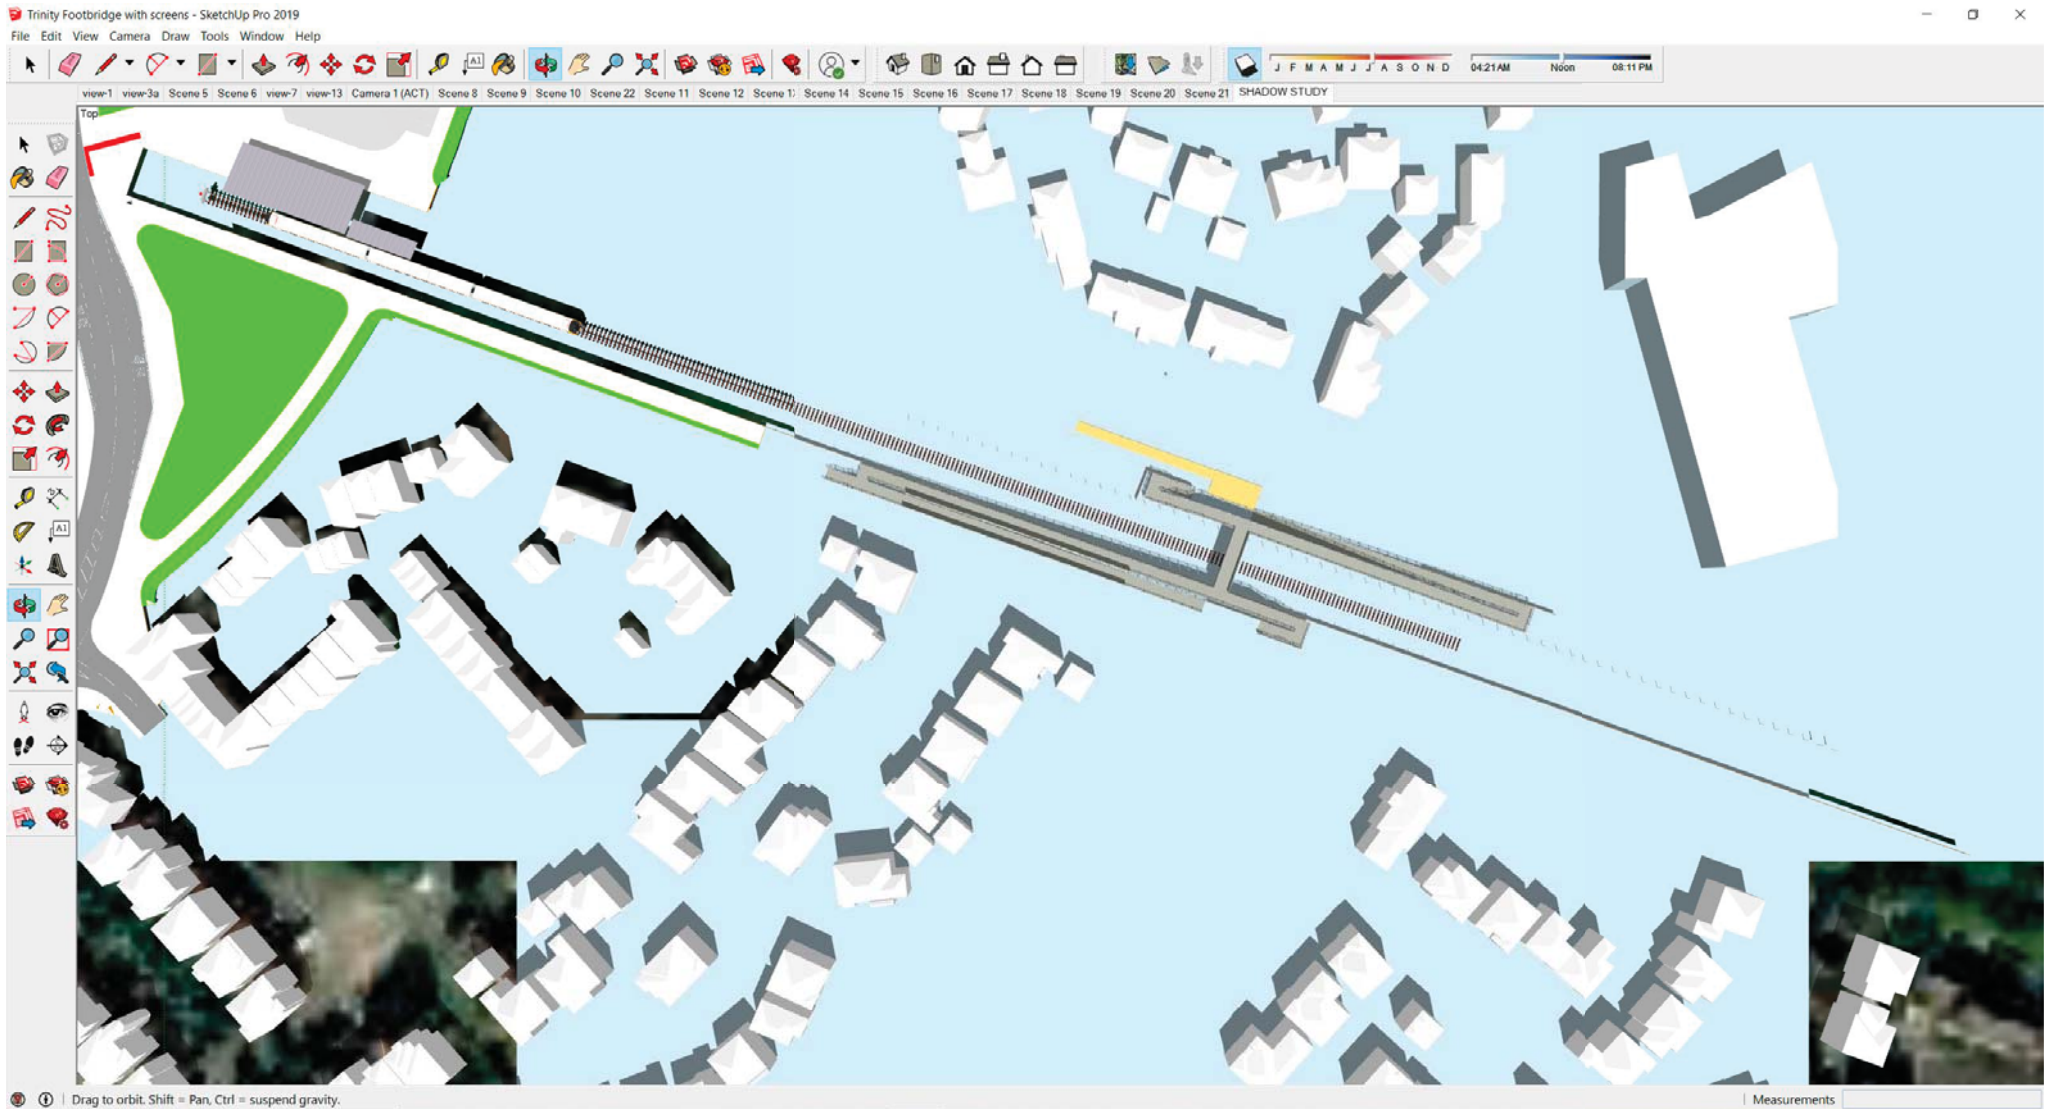 Trinity Footbridge with screens - SketchUp Pro 2019
File Edit View Camera Draw Tools Window Help
J F M A M J J A S O N D 04:21 AM Noon 08:11 PM
view-1 view-3a Scene 5 Scene 6 view-7 view-13 Camera 1 (ACT) Scene 8 Scene 9 Scene 10 Scene 22 Scene 11 Scene 12 Scene 1 Scene 14 Scene 15 Scene 16 Scene 17 Scene 18 Scene 19 Scene 20 Scene 21 SHADOW STUDY
Top
A1
A1
Drag to orbit. Shift = Pan, Ctrl = suspend gravity.
Measurements